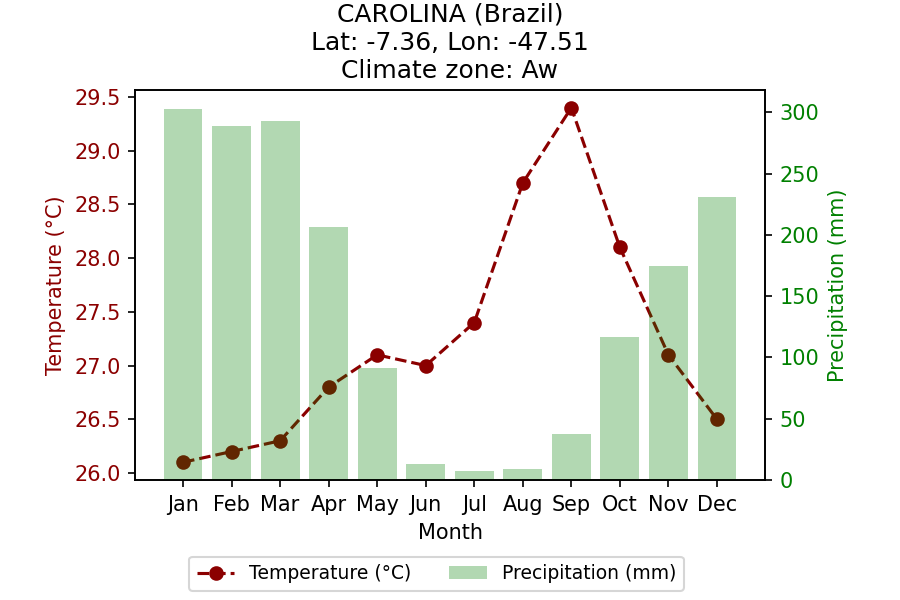 CAROLINA (Brazil)
Lat: -7.36, Lon: -47.51
Climate zone: Aw
29.5
29.0
28.5
28.0
27.5
27.0
26.5
26.0
Temperature (°C)
300
250
200
150
100
50
0
Precipitation (mm)
Jan Feb Mar Apr May Jun Jul Aug Sep Oct Nov Dec
Month
Temperature (°C) Precipitation (mm)